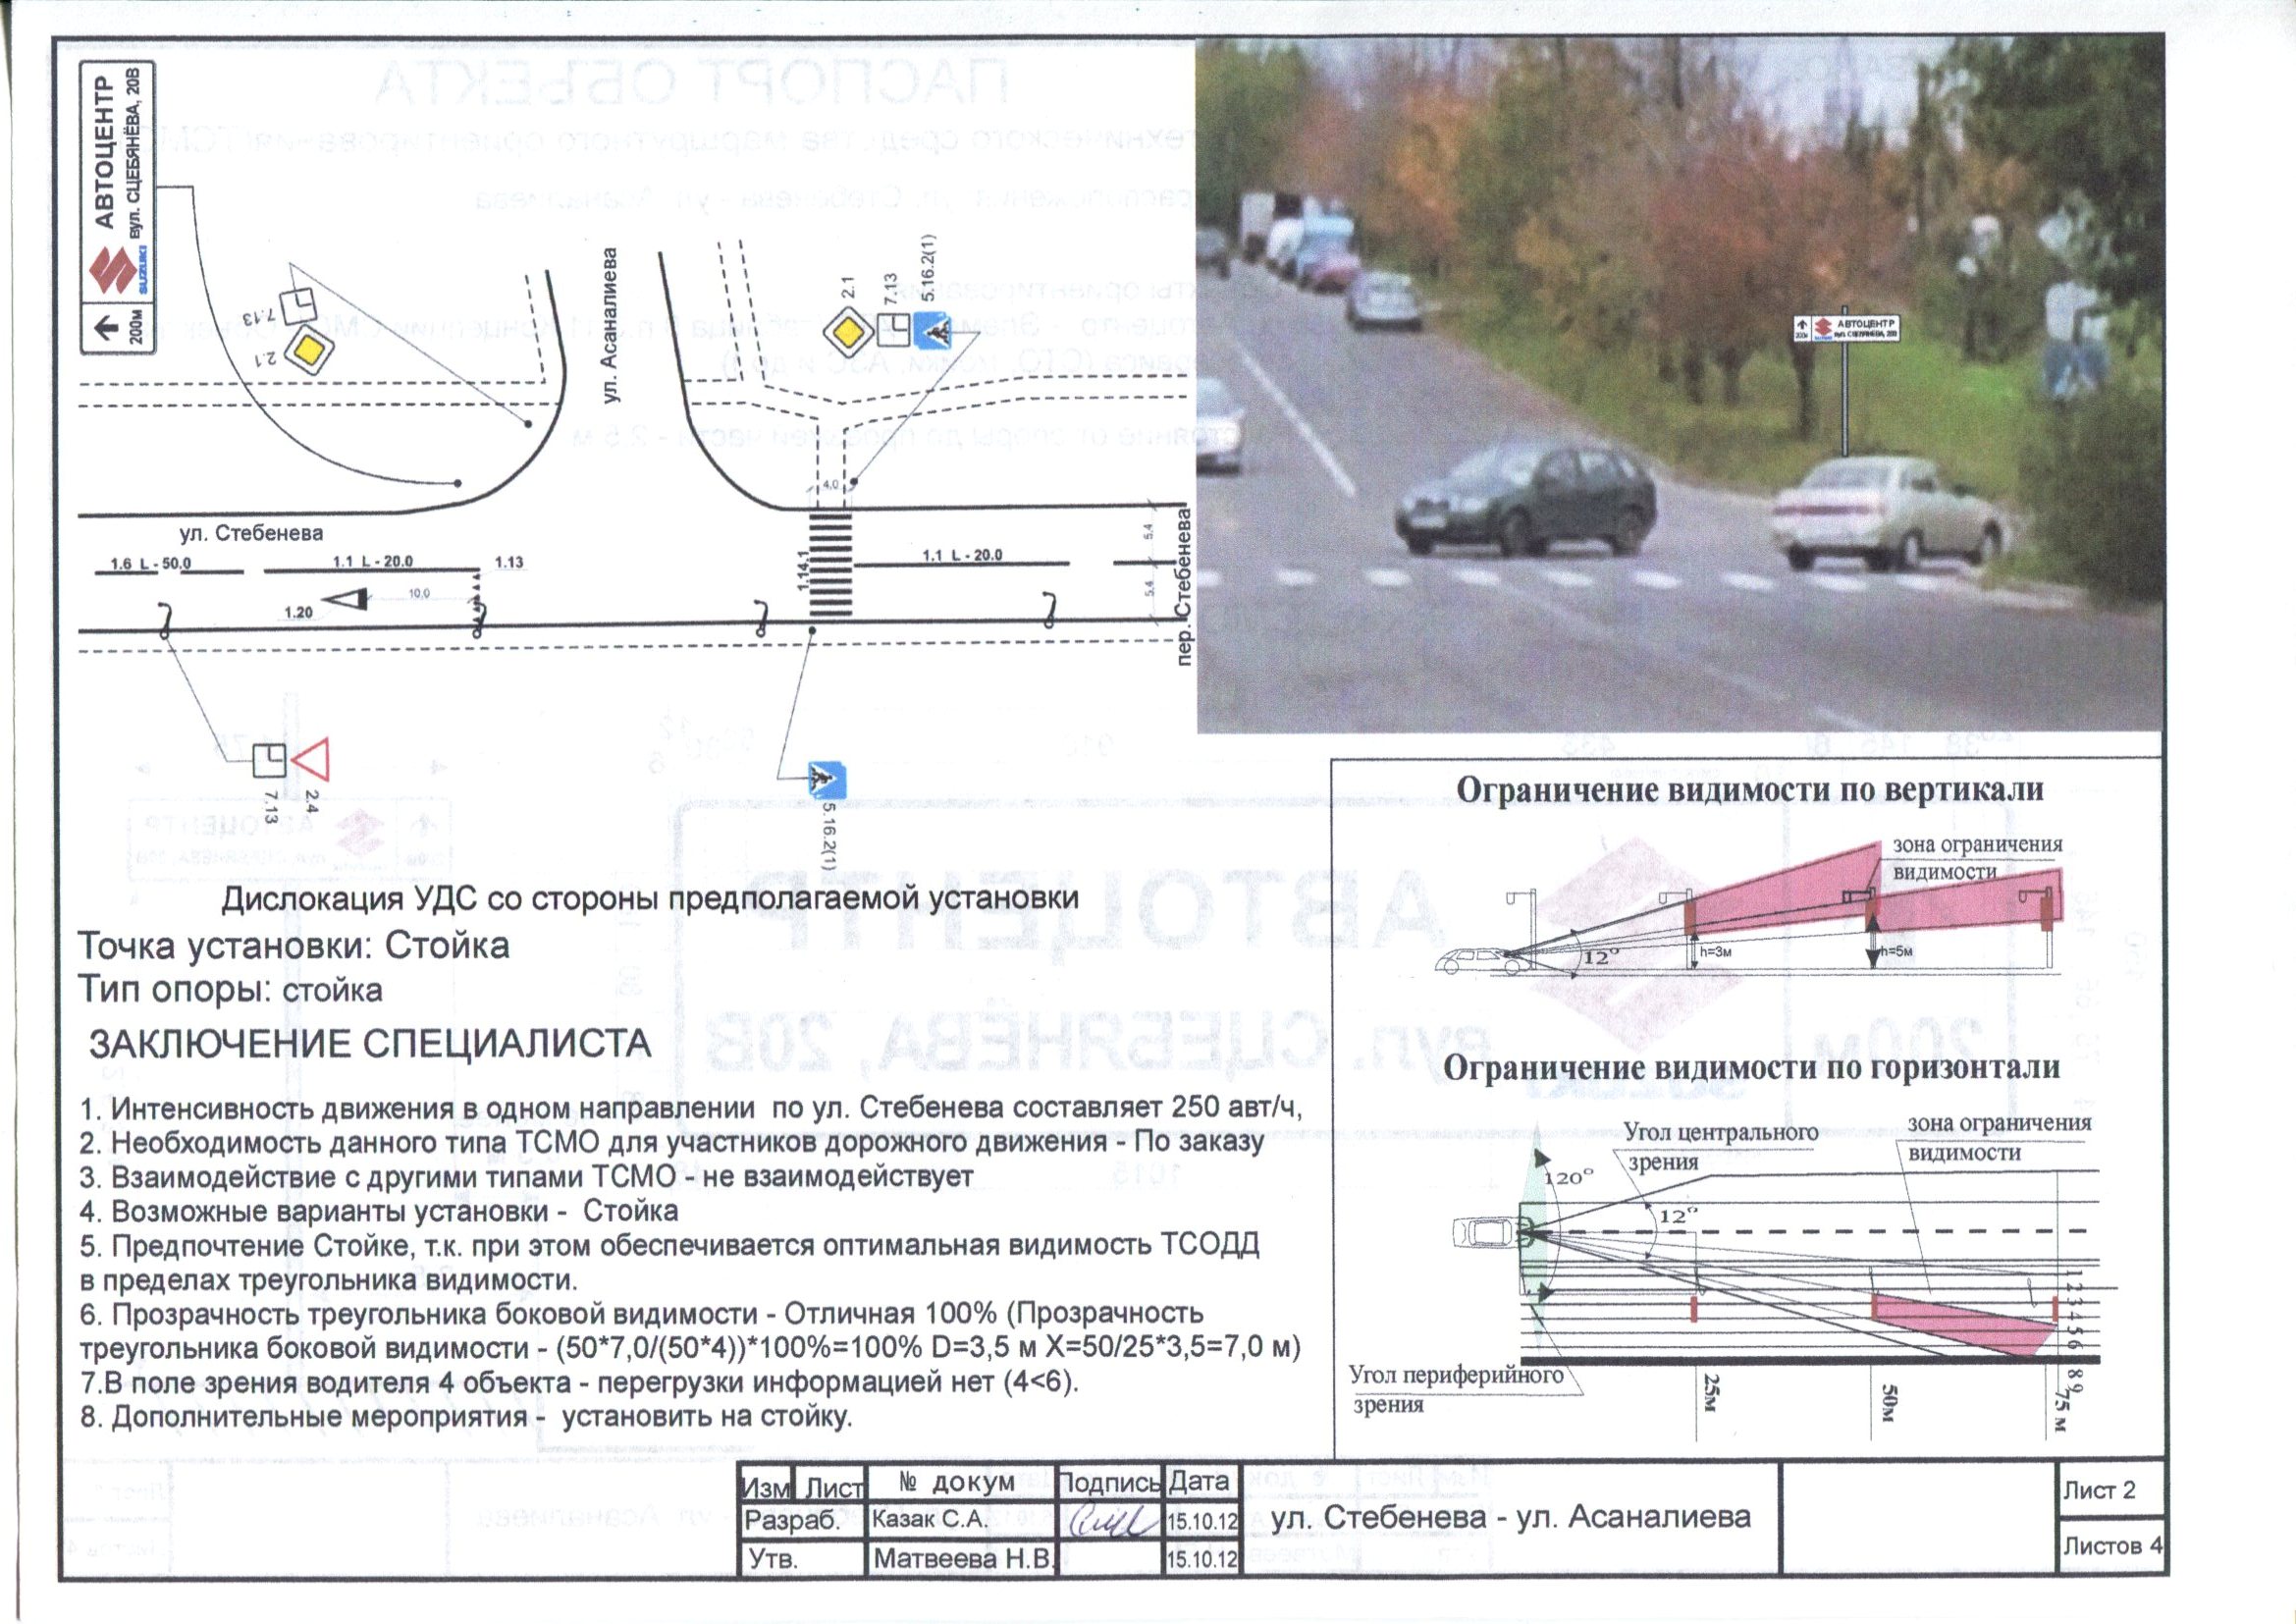 АВТОЦЕНТР
вул. СЦЕБЯНЁВА, 20В
SUZUKI
200м
7.13
2.1
ул. Асаналиева
2.1
7.13
5.16.2(1)
4,0
ул. Стебенева
1.6 L - 50.0
1.1 L - 20.0
1.13
1.14.1
1.1 L - 20.0
5,4
5,4
пер. Стебенева
1.20
10,0
7.13
2.4
5.16.2(1)
АВТОЦЕНТР
Дислокация УДС со стороны предполагаемой установки
Точка установки: Стойка
Тип опоры: стойка
ЗАКЛЮЧЕНИЕ СПЕЦИАЛИСТА
1. Интенсивность движения в одном направлении по ул. Стебенева составляет 250 авт/ч,
2. Необходимость данного типа ТСМО для участников дорожного движения - По заказу
3. Взаимодействие с другими типами ТСМО - не взаимодействует
4. Возможные варианты установки - Стойка
5. Предпочтение Стойке, т.к. при этом обеспечивается оптимальная видимость ТСОДД
в пределах треугольника видимости.
6. Прозрачность треугольника боковой видимости - Отличная 100% (Прозрачность
треугольника боковой видимости - (50*7,0/(50*4))*100%=100% D=3,5 м X=50/25*3,5=7,0 м)
7.В поле зрения водителя 4 объекта - перегрузки информацией нет (4<6).
8. Дополнительные мероприятия - установить на стойку.
Ограничение видимости по вертикали
зона ограничения
видимости
12°
h=3м
h=5м
Ограничение видимости по горизонтали
Угол центрального
зрения
зона ограничения
видимости
120°
12°
1 2 3 4 5 6 8 9
Угол периферийного
зрения
25м
50м
75 м
Изм Лист № докум Подпись Дата
Разраб. Казак С.А. 15.10.12
Утв. Матвеева Н.В. 15.10.12
ул. Стебенева - ул. Асаналиева
Лист 2
Листов 4